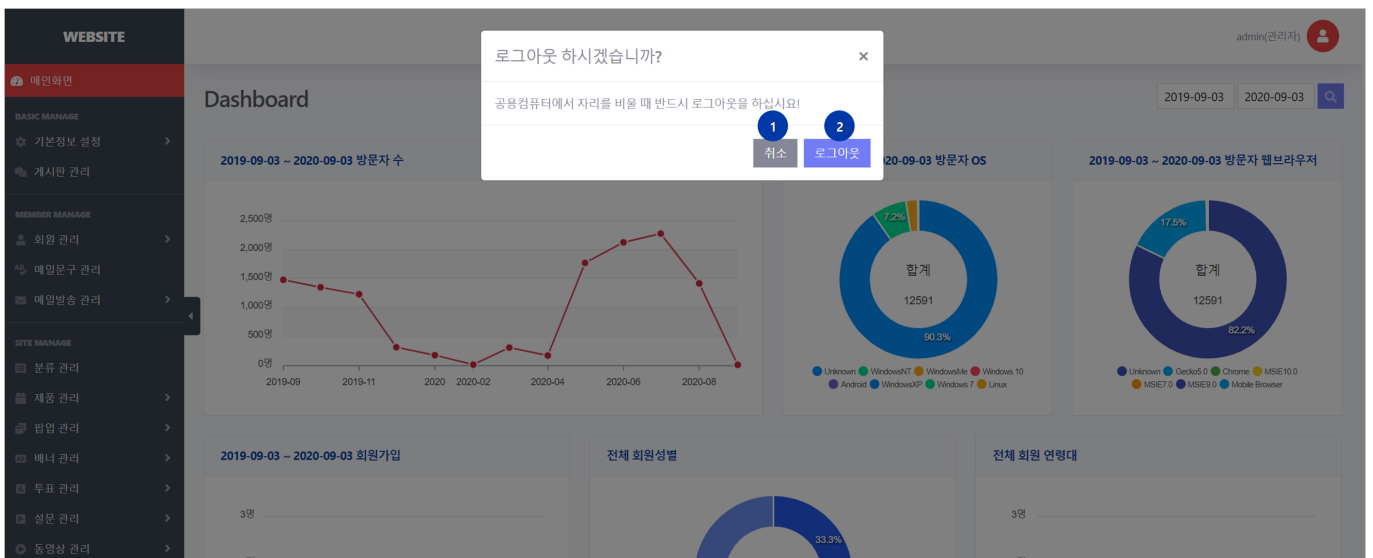 WEBSITE
admin(관리자)
메인화면
BASIC MANAGE
기본정보 설정
게시판 관리
MEMBER MANAGE
회원 관리
메일문구 관리
메일발송 관리
SITE MANAGE
분류 관리
제품 관리
팝업 관리
배너 관리
투표 관리
설문 관리
동영상 관리
로그아웃 하시겠습니까?
×
공용컴퓨터에서 자리를 비울 때 반드시 로그아웃을 하십시요!
1
2
취소
로그아웃
Dashboard
2019-09-03
2020-09-03
2019-09-03 ~ 2020-09-03 방문자 수
2,500명
2,000명
1,500명
1,000명
500명
0명
2019-09 2019-11 2020 2020-02 2020-04 2020-06 2020-08
020-09-03 방문자 OS
7.2%
합계
12591
90.3%
Unknown WindowsNT WindowsMe Windows 10
Android WindowsXP Windows 7 Linux
2019-09-03 ~ 2020-09-03 방문자 웹브라우저
17.5%
합계
12591
82.2%
Unknown Gecko5.0 Chrome MSIE10.0
MSIE7.0 MSIE9.0 Mobile Browser
2019-09-03 ~ 2020-09-03 회원가입
3명
전체 회원성별
33.3%
전체 회원 연령대
3명